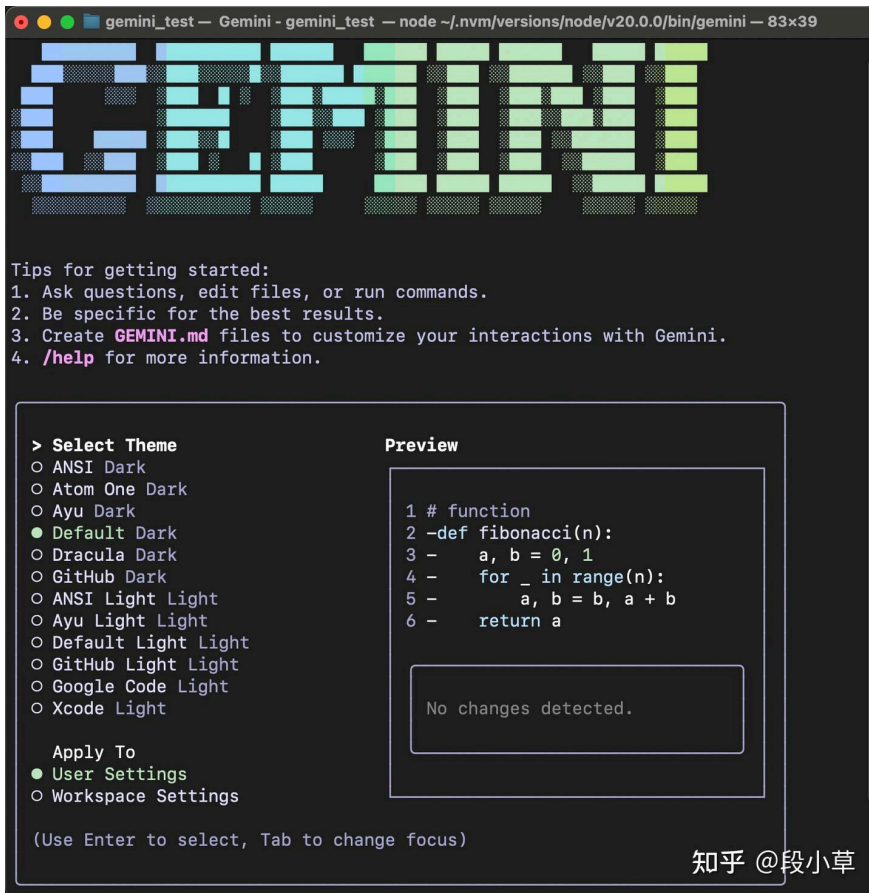 gemini_test — Gemini - gemini_test — node ~/.nvm/versions/node/v20.0.0/bin/gemini — 83×39
GEMINI
Tips for getting started:
1. Ask questions, edit files, or run commands.
2. Be specific for the best results.
3. Create GEMINI.md files to customize your interactions with Gemini.
4. /help for more information.
> Select Theme
ANSI Dark
Atom One Dark
Ayu Dark
Default Dark
Dracula Dark
GitHub Dark
ANSI Light Light
Ayu Light Light
Default Light Light
GitHub Light Light
Google Code Light
Xcode Light
Apply To
User Settings
Workspace Settings
Preview
1 # function
2 -def fibonacci(n):
3 -    a, b = 0, 1
4 -    for _ in range(n):
5 -        a, b = b, a + b
6 -    return a
No changes detected.
(Use Enter to select, Tab to change focus)
知乎 @段小草